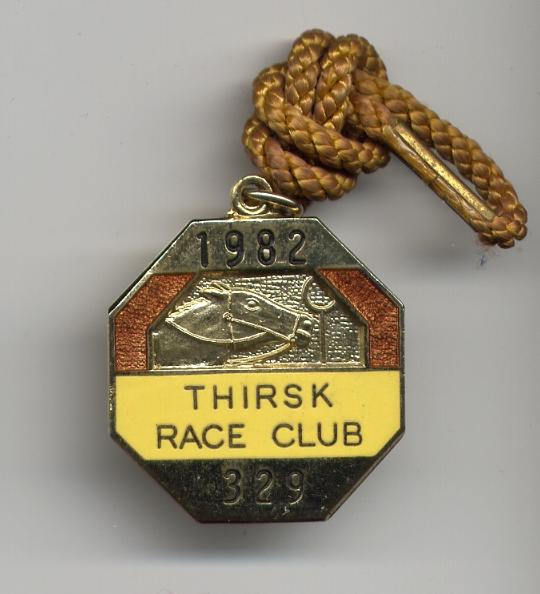 1982
THIRSK
RACE CLUB
329